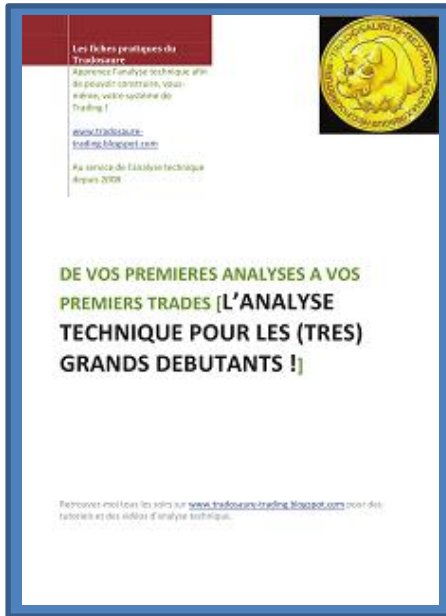 Les fiches pratiques du
Tradosaure
Apprenez l'analyse technique afin
de pouvoir construire, vous-
même, votre système de
Trading !
www.tradosaure-
trading.blogspot.com
Au service de l'analyse technique
depuis 2008
DE VOS PREMIERES ANALYSES A VOS
PREMIERS TRADES [L'ANALYSE
TECHNIQUE POUR LES (TRES)
GRANDS DEBUTANTS !]
Retrouvez-moi tous les soirs sur www.tradosaure-trading.blogspot.com pour des
tutoriels et des vidéos d'analyse technique.